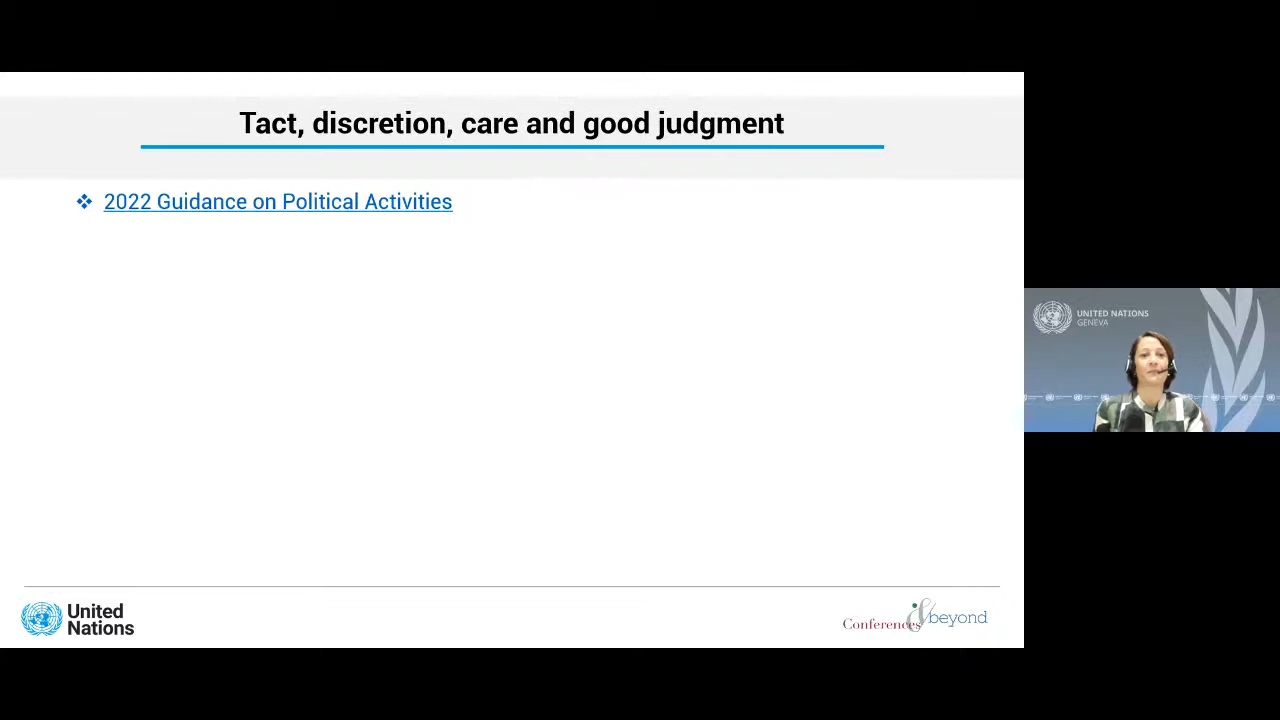 Tact, discretion, care and good judgment
❖ 2022 Guidance on Political Activities
UNITED NATIONS
GENEVA
United
Nations
Conferences & beyond